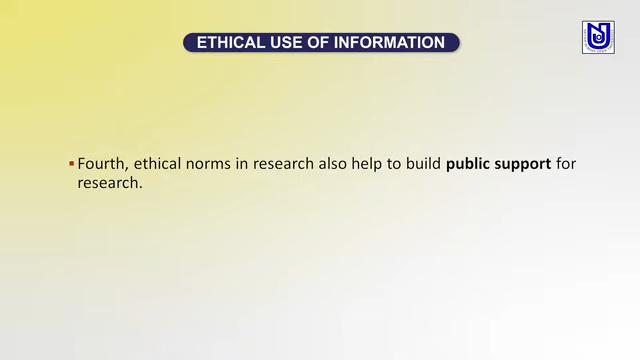 ETHICAL USE OF INFORMATION
Fourth, ethical norms in research also help to build public support for
research.